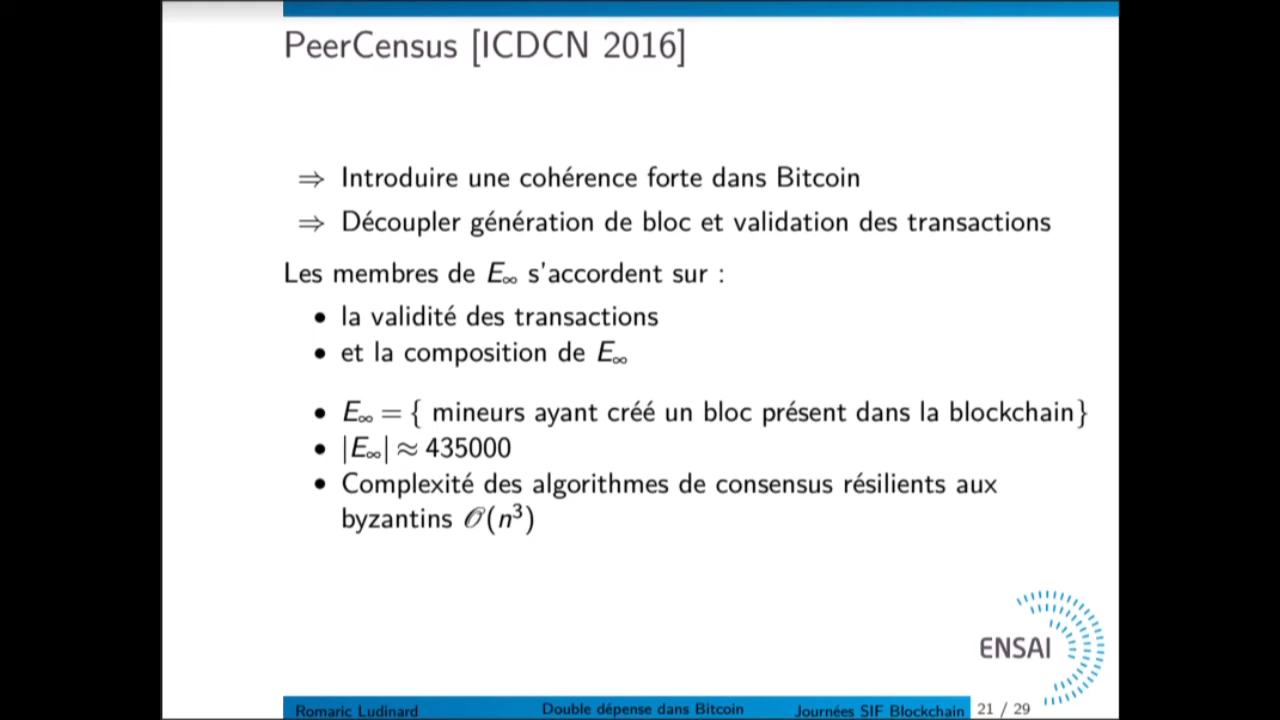 PeerCensus [ICDCN 2016]
⇒ Introduire une cohérence forte dans Bitcoin
⇒ Découpler génération de bloc et validation des transactions
Les membres de E∞ s'accordent sur :
• la validité des transactions
• et la composition de E∞
• E∞ = { mineurs ayant créé un bloc présent dans la blockchain}
• |E∞| ≈ 435000
• Complexité des algorithmes de consensus résilients aux
byzantins 𝒪(n³)
ENSAI
Romaric Ludinard Double dépense dans Bitcoin Journées SIF Blockchain 21 / 29